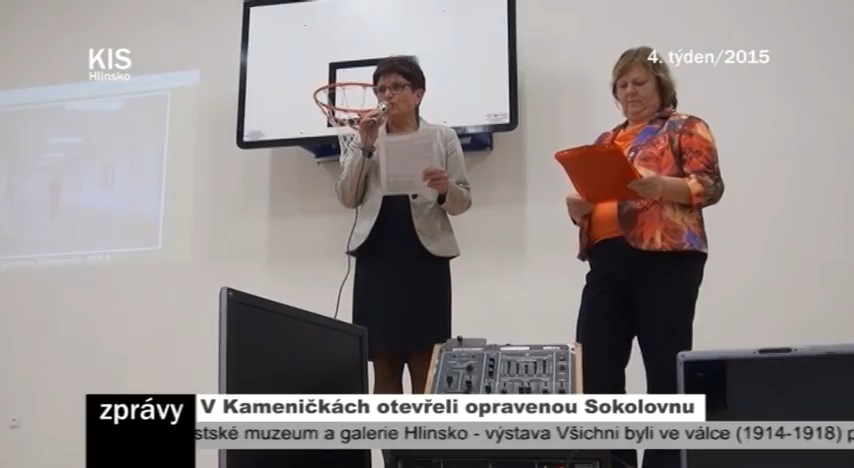 KIS
Hlinsko
4. týden/2015
zprávy
V Kameničkách otevřeli opravenou Sokolovnu
stské muzeum a galerie Hlinsko - výstava Všichni byli ve válce (1914-1918) p